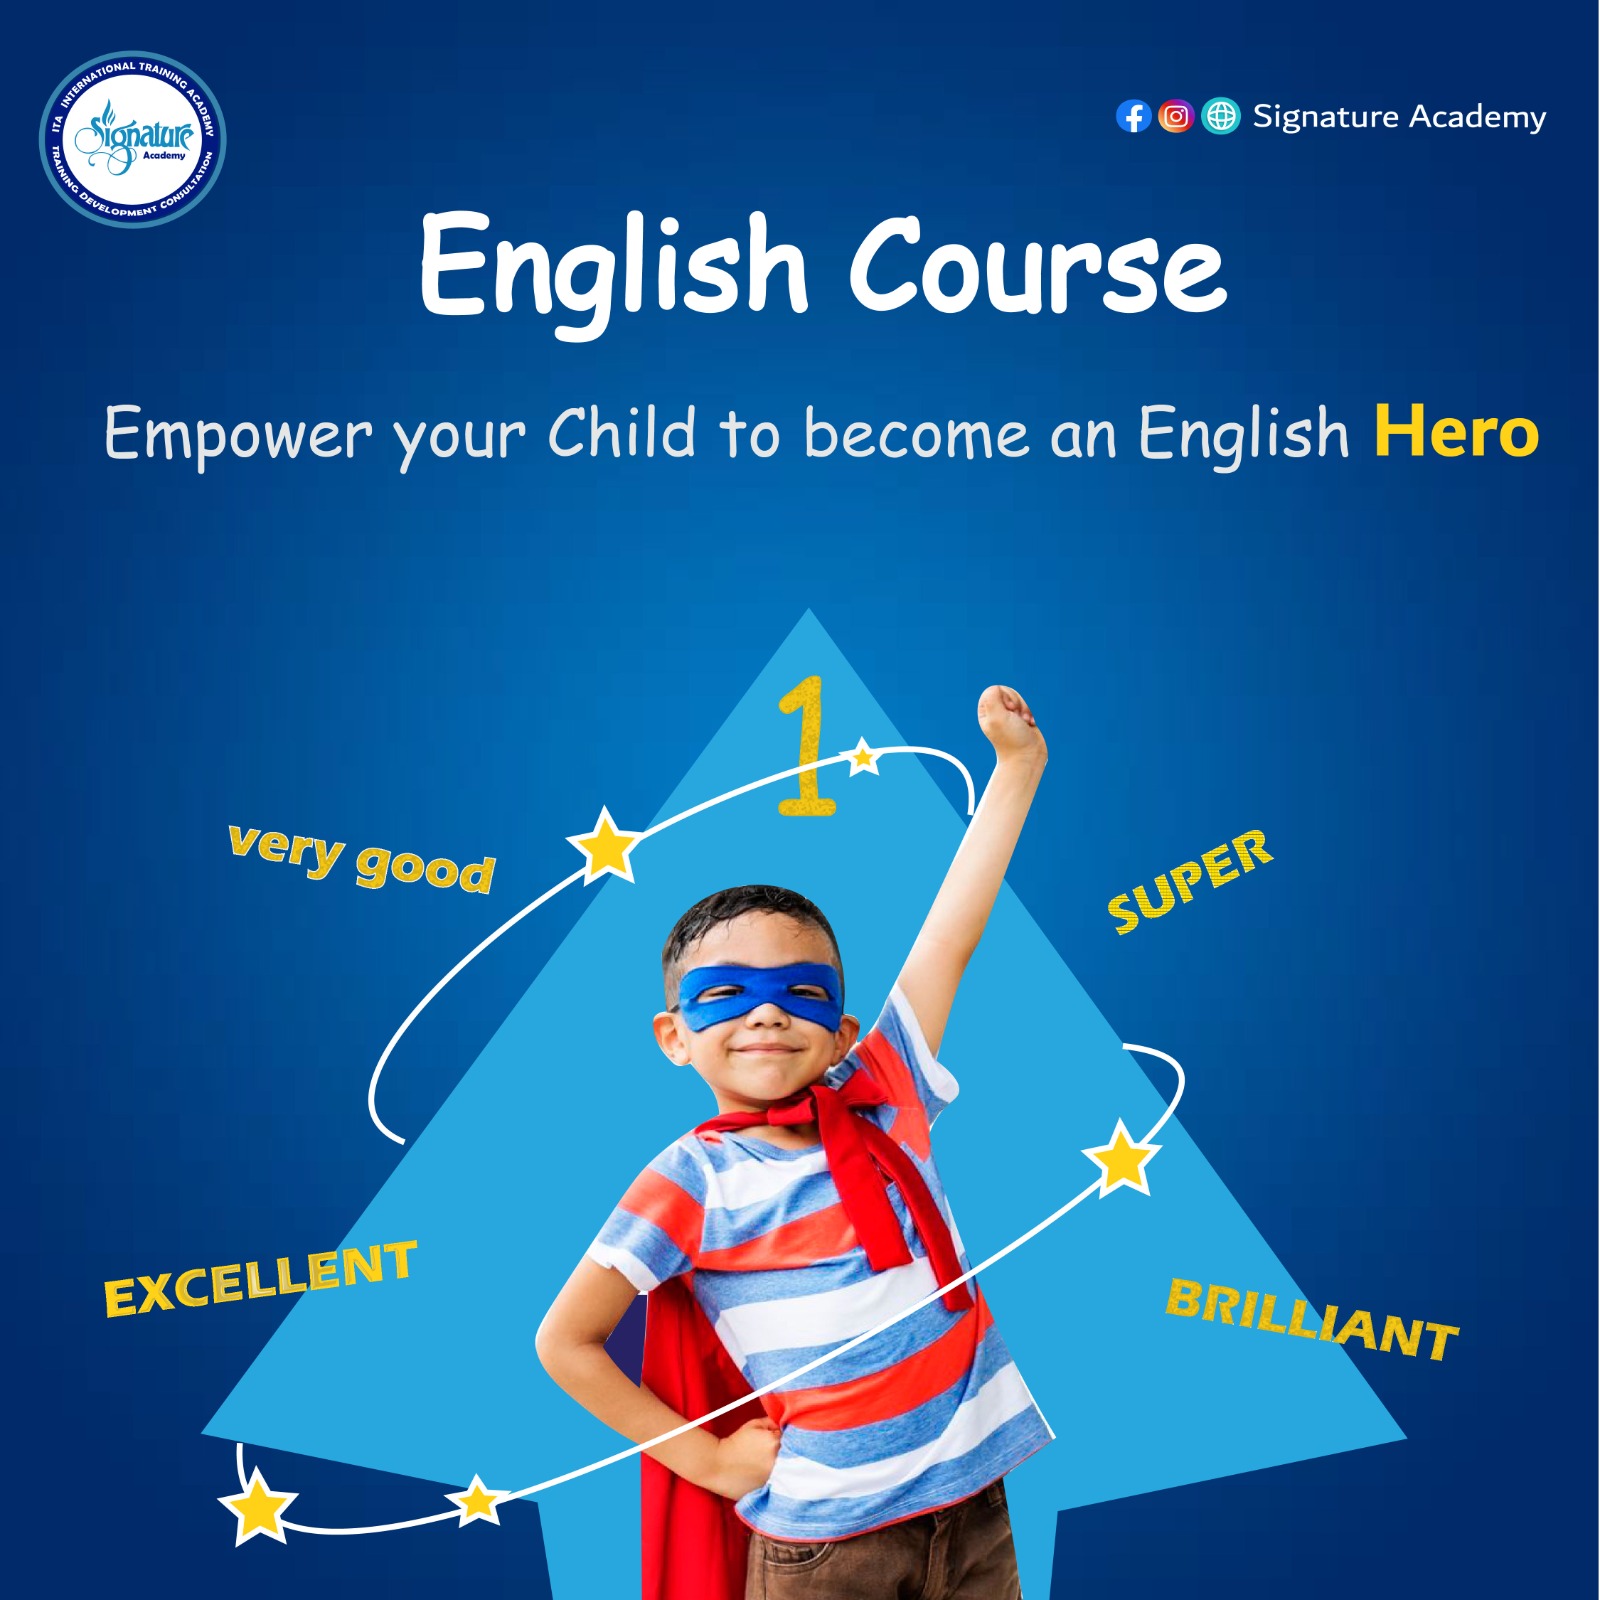 ITA INTERNATIONAL TRAINING ACADEMY
Signature
Academy
TRAINING DEVELOPMENT CONSULTATION
Signature Academy
English Course
Empower your Child to become an English Hero
1
very good
SUPER
EXCELLENT
BRILLIANT